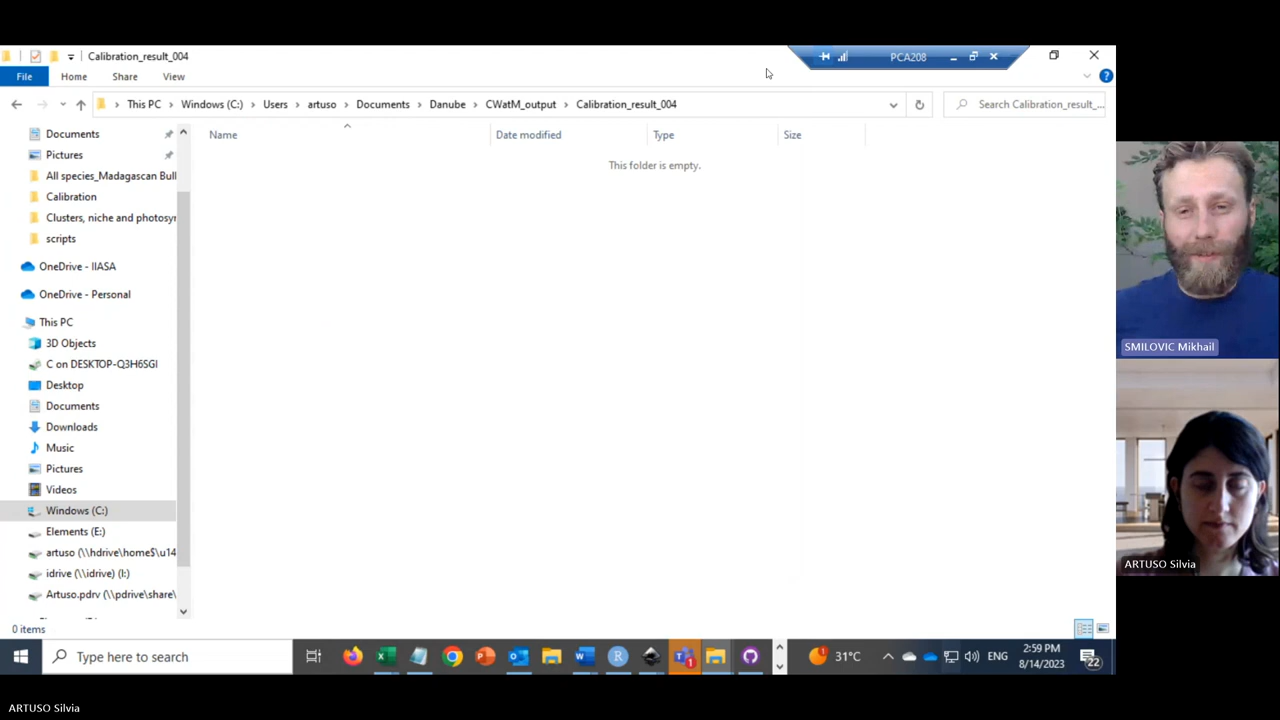 Calibration_result_004
PCA208
File
Home
Share
View
This PC
Windows (C:)
Users
artuso
Documents
Danube
CWatM_output
Calibration_result_004
Search Calibration_result_...
Documents
Pictures
All species_Madagascan Bull
Calibration
Clusters, niche and photosyr
scripts
OneDrive - IIASA
OneDrive - Personal
This PC
3D Objects
C on DESKTOP-Q3H6SGI
Desktop
Documents
Downloads
Music
Pictures
Videos
Windows (C:)
Elements (E:)
artuso (\\hdrive\home$\u14
idrive (\\idrive) (I:)
Artuso.pdrv (\\pdrive\share\
Name
Date modified
Type
Size
This folder is empty.
0 items
SMILOVIC Mikhail
ARTUSO Silvia
Type here to search
1
31°C
ENG
2:59 PM
8/14/2023
22
ARTUSO Silvia